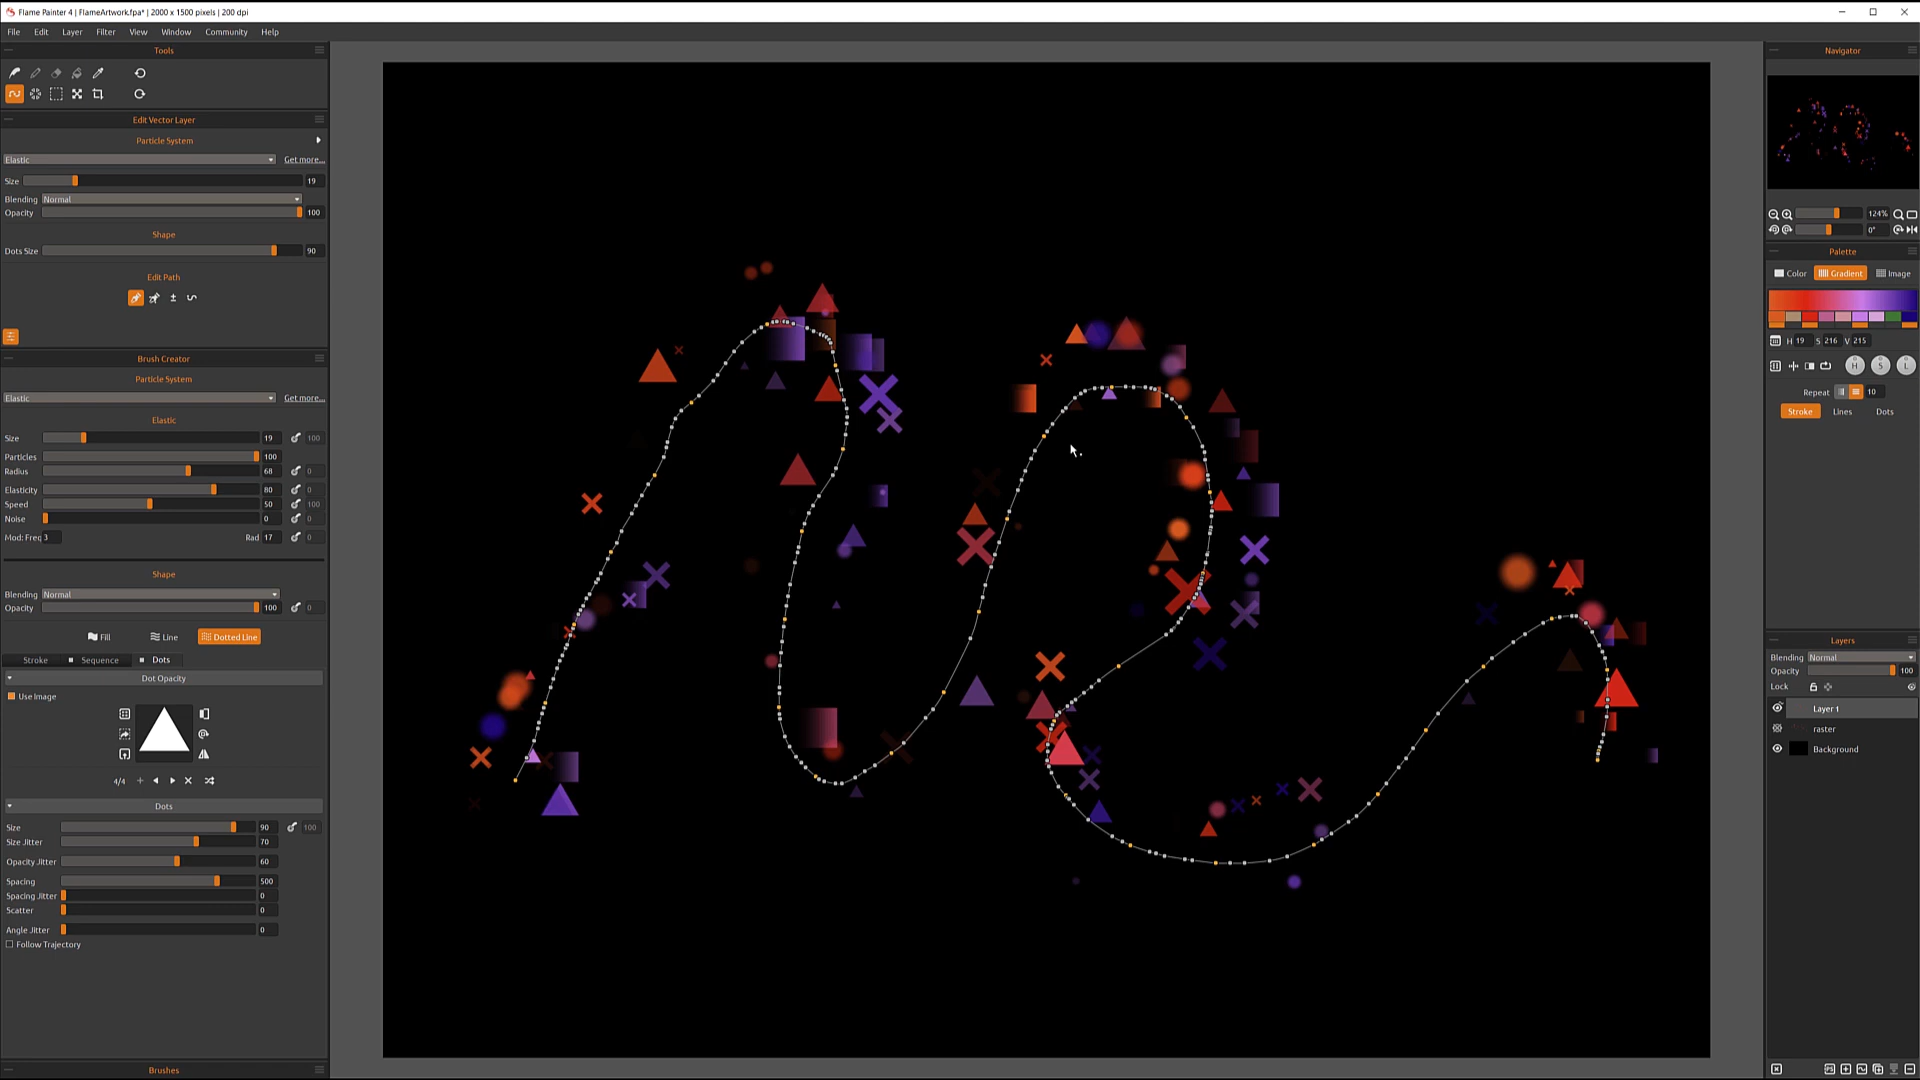 Flame Painter 4 | FlameArtwork.fpa* | 2000 x 1500 pixels | 200 dpi
File Edit Layer Filter View Window Community Help
Tools
Edit Vector Layer
Particle System
Elastic Get more...
Size 19
Blending Normal
Opacity 100
Shape
Dots Size 90
Edit Path
Brush Creator
Particle System
Elastic Get more...
Elastic
Size 19 100
Particles 100
Radius 68 0
Elasticity 80 0
Speed 50 100
Noise 0 0
Mod: Freq 3 Rad 17 0
Shape
Blending Normal
Opacity 100 0
Fill Line Dotted Line
Stroke Sequence Dots
Dot Opacity
Use Image
4/4
Dots
Size 90 100
Size Jitter 70
Opacity Jitter 60
Spacing 500
Spacing Jitter 0
Scatter 0
Angle Jitter 0
Follow Trajectory
Brushes
Navigator
124%
0°
Palette
Color Gradient Image
H 19 S 216 V 215
H S L
Repeat 10
Stroke Lines Dots
Layers
Blending Normal
Opacity 100
Lock
Layer 1
raster
Background